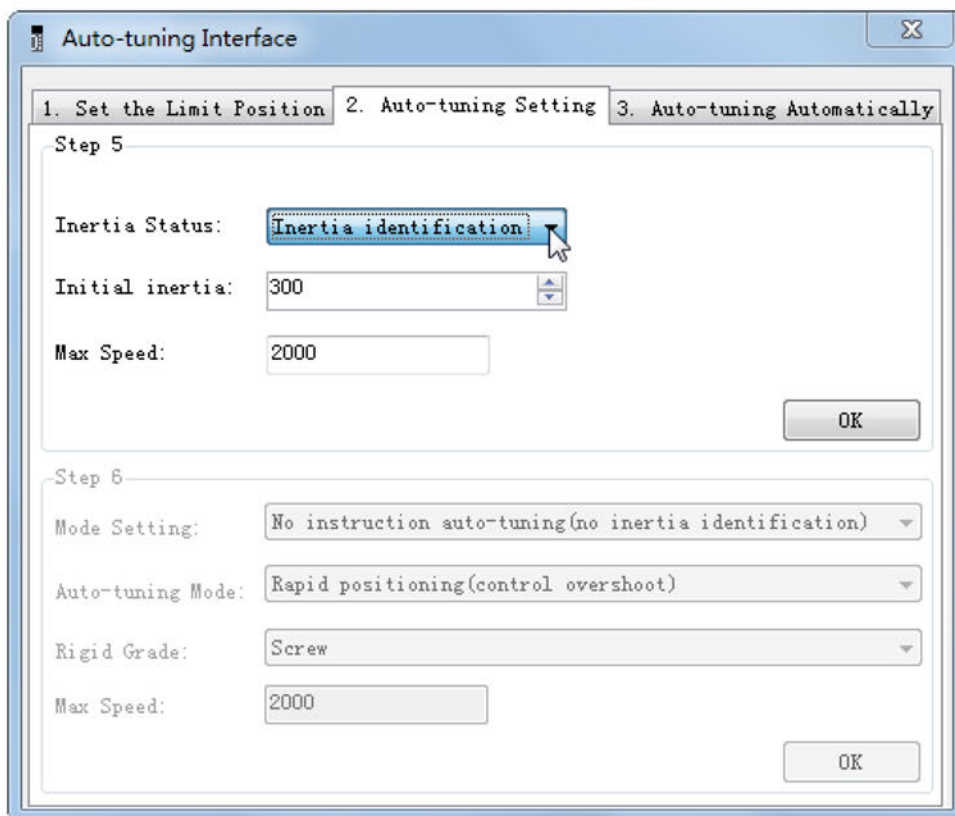 Auto-tuning Interface
1. Set the Limit Position 2. Auto-tuning Setting 3. Auto-tuning Automatically
Step 5
Inertia Status: Inertia identification
Initial inertia: 300
Max Speed: 2000
OK
Step 6
Mode Setting: No instruction auto-tuning(no inertia identification)
Auto-tuning Mode: Rapid positioning(control overshoot)
Rigid Grade: Screw
Max Speed: 2000
OK